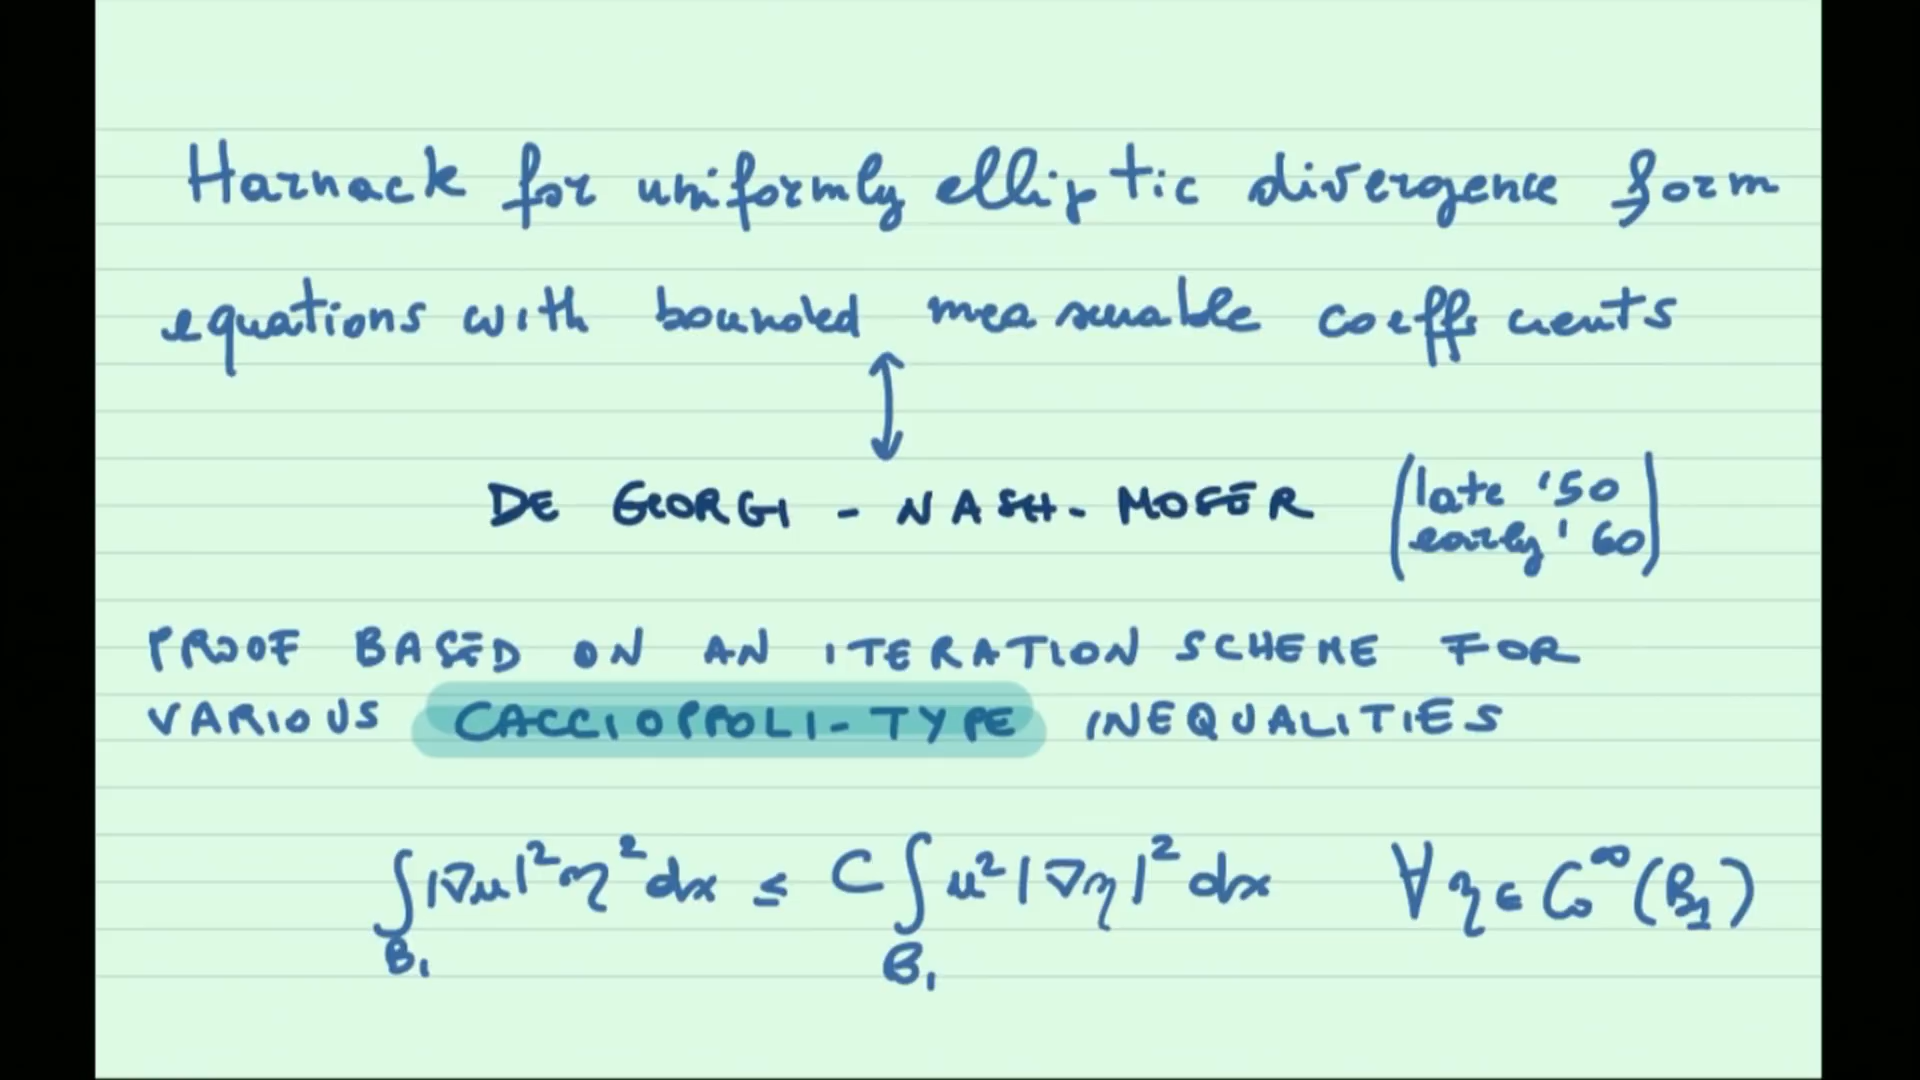 Harnack for uniformly elliptic divergence form
equations with bounded measurable coefficients
↕
DE GIORGI - NASH - MOSER (late '50
early '60)
PROOF BASED ON AN ITERATION SCHEME FOR
VARIOUS CACCIOPPOLI-TYPE INEQUALITIES
∫_{B₁} |∇u|² η² dx ≤ C ∫_{B₁} u² |∇η|² dx ∀ η ∈ C₀^∞(B₁)